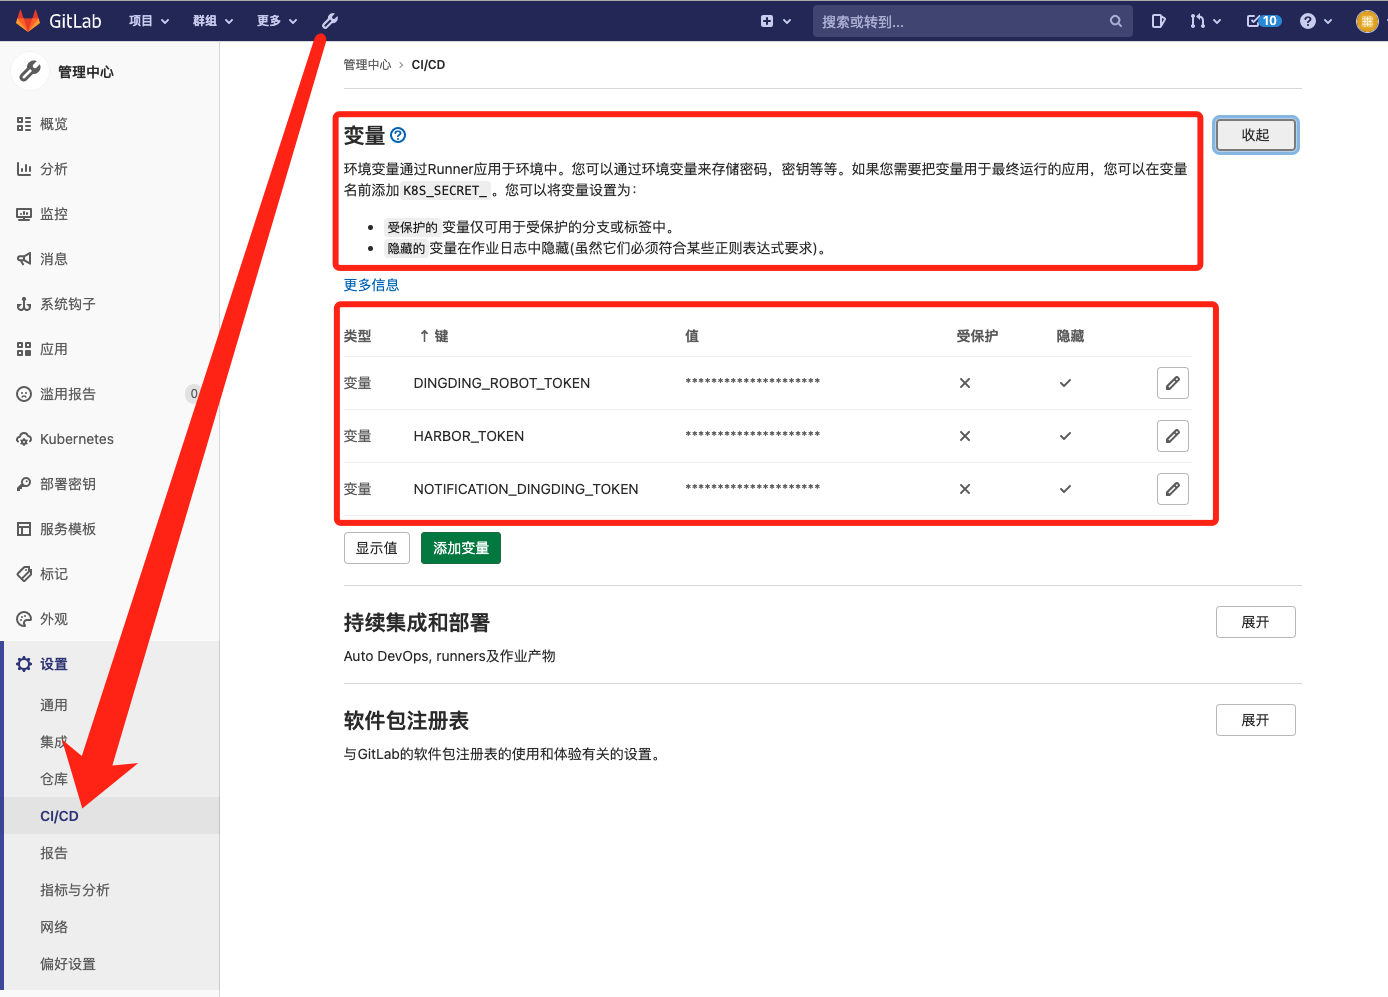 GitLab 项目 群组 更多 搜索或转到... 10
管理中心
概览
分析
监控
消息
系统钩子
应用
滥用报告 0
Kubernetes
部署密钥
服务模板
标记
外观
设置
通用
集成
仓库
CI/CD
报告
指标与分析
网络
偏好设置
管理中心 › CI/CD
变量
收起
环境变量通过Runner应用于环境中。您可以通过环境变量来存储密码，密钥等等。如果您需要把变量用于最终运行的应用，您可以在变量
名前添加 K8S_SECRET_ 。您可以将变量设置为：
• 受保护的 变量仅可用于受保护的分支或标签中。
• 隐藏的 变量在作业日志中隐藏(虽然它们必须符合某些正则表达式要求)。
更多信息
类型 ↑ 键 值 受保护 隐藏
变量 DINGDING_ROBOT_TOKEN *********************
变量 HARBOR_TOKEN *********************
变量 NOTIFICATION_DINGDING_TOKEN *********************
显示值 添加变量
持续集成和部署 展开
Auto DevOps, runners及作业产物
软件包注册表 展开
与GitLab的软件包注册表的使用和体验有关的设置。